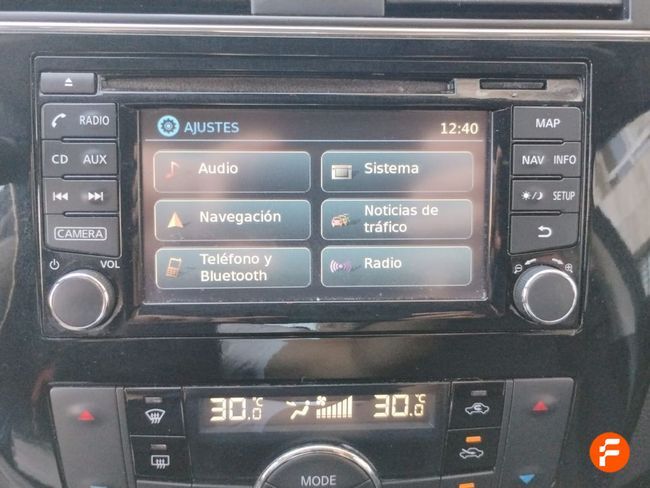 RADIO
CD AUX
CAMERA
VOL
AJUSTES 12:40
Audio
Sistema
Navegación
Noticias de
tráfico
Teléfono y
Bluetooth
Radio
MAP
NAV INFO
SETUP
30.0
30.0
MODE